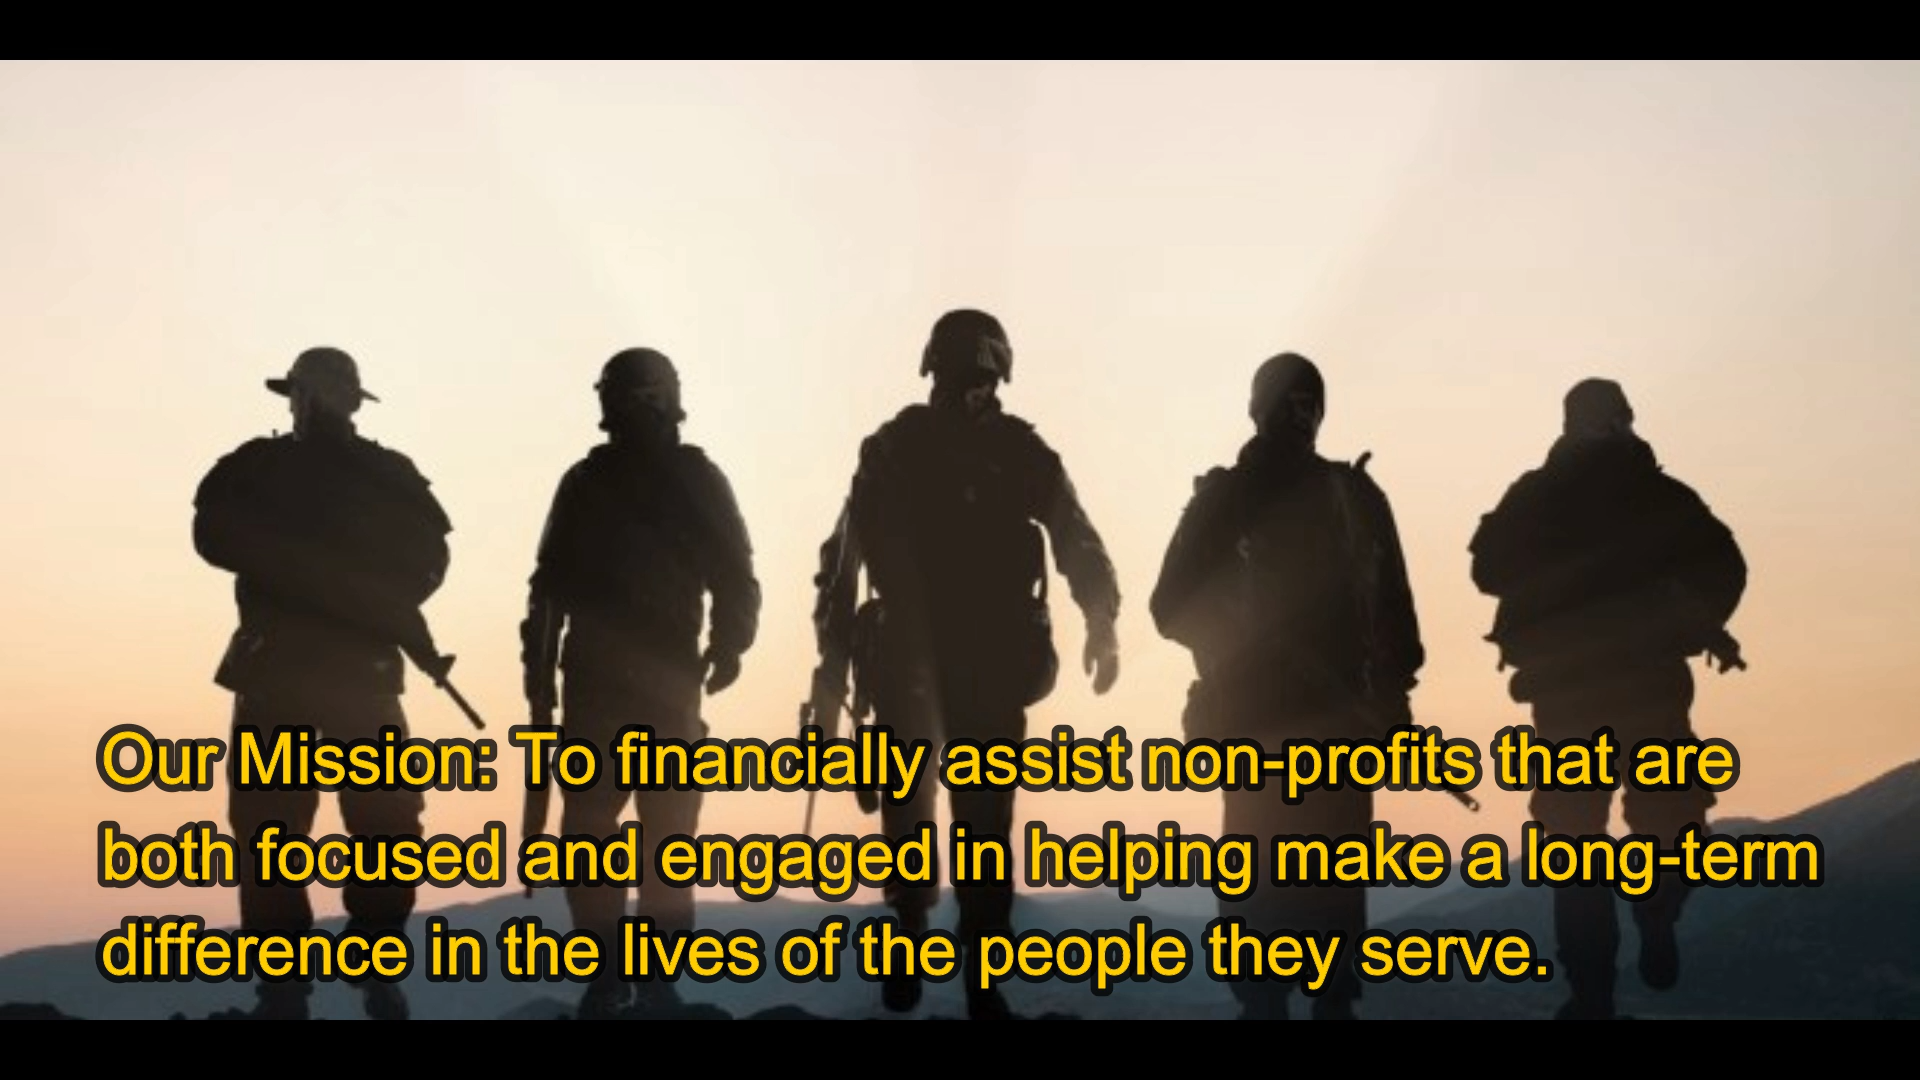 Our Mission: To financially assist non-profits that are
both focused and engaged in helping make a long-term
difference in the lives of the people they serve.